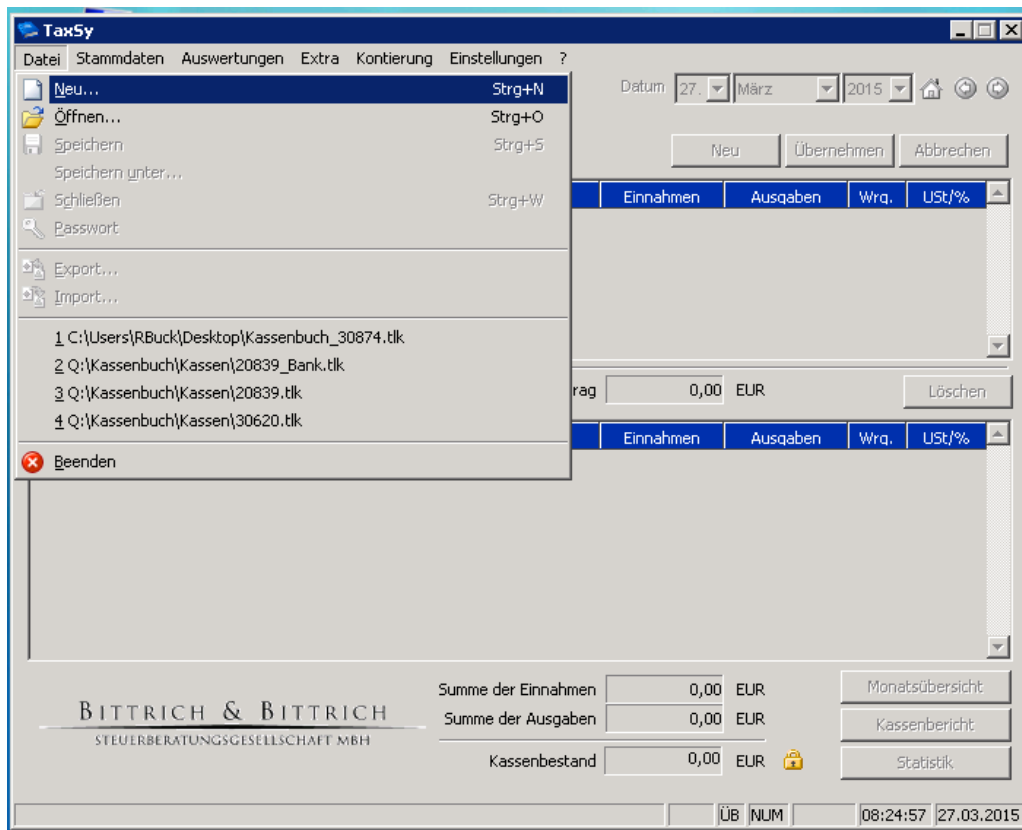 TaxSy
Datei Stammdaten Auswertungen Extra Kontierung Einstellungen ?
Neu... Strg+N
Öffnen... Strg+O
Speichern Strg+S
Speichern unter...
Schließen Strg+W
Passwort
Export...
Import...
1 C:\Users\RBuck\Desktop\Kassenbuch_30874.tlk
2 Q:\Kassenbuch\Kassen\20839_Bank.tlk
3 Q:\Kassenbuch\Kassen\20839.tlk
4 Q:\Kassenbuch\Kassen\30620.tlk
Beenden
Datum 27. März 2015
Neu Übernehmen Abbrechen
Einnahmen Ausgaben Wrg. USt/%
rag 0,00 EUR Löschen
Einnahmen Ausgaben Wrg. USt/%
Summe der Einnahmen 0,00 EUR Monatsübersicht
BITTRICH & BITTRICH
STEUERBERATUNGSGESELLSCHAFT MBH
Summe der Ausgaben 0,00 EUR Kassenbericht
Kassenbestand 0,00 EUR Statistik
ÜB NUM 08:24:57 27.03.2015